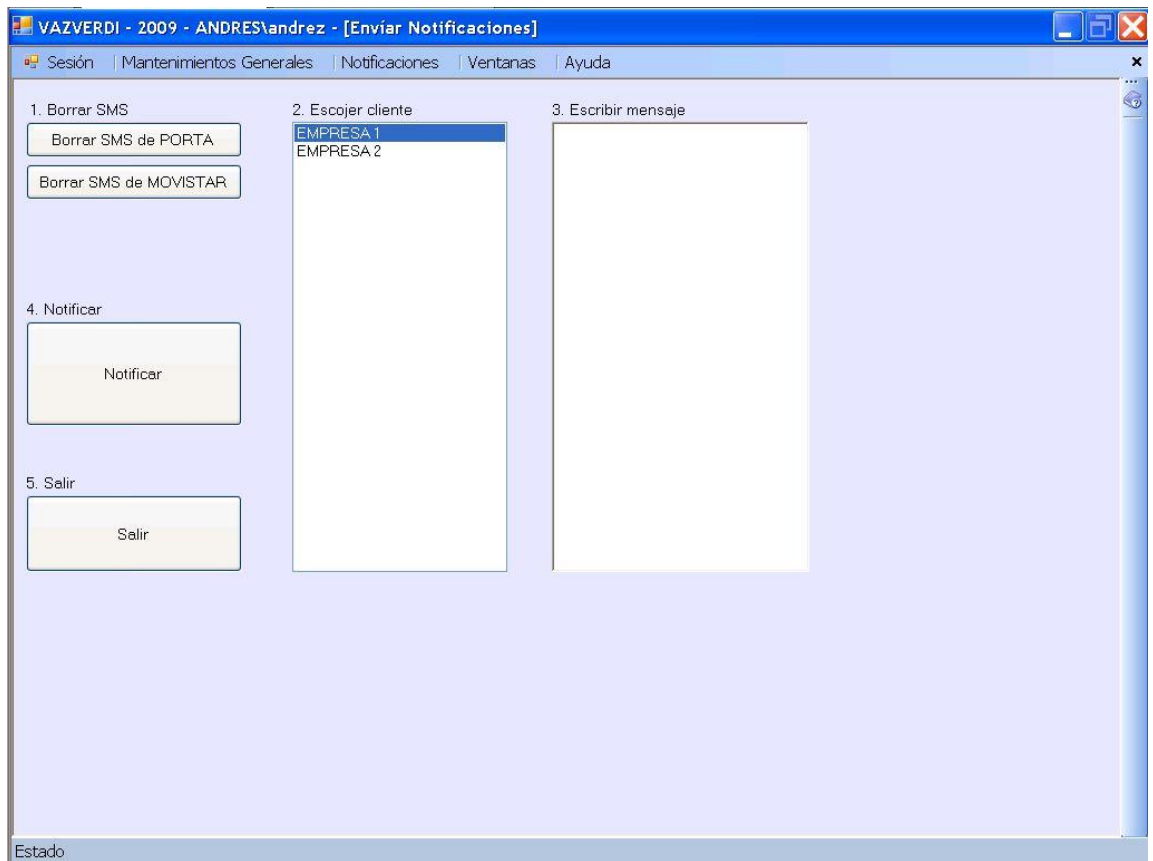 VAZVERDI - 2009 - ANDRES\andrez - [Envíar Notificaciones]
Sesión Mantenimientos Generales Notificaciones Ventanas Ayuda
1. Borrar SMS
Borrar SMS de PORTA
Borrar SMS de MOVISTAR
2. Escojer cliente
EMPRESA 1
EMPRESA 2
3. Escribir mensaje
4. Notificar
Notificar
5. Salir
Salir
Estado